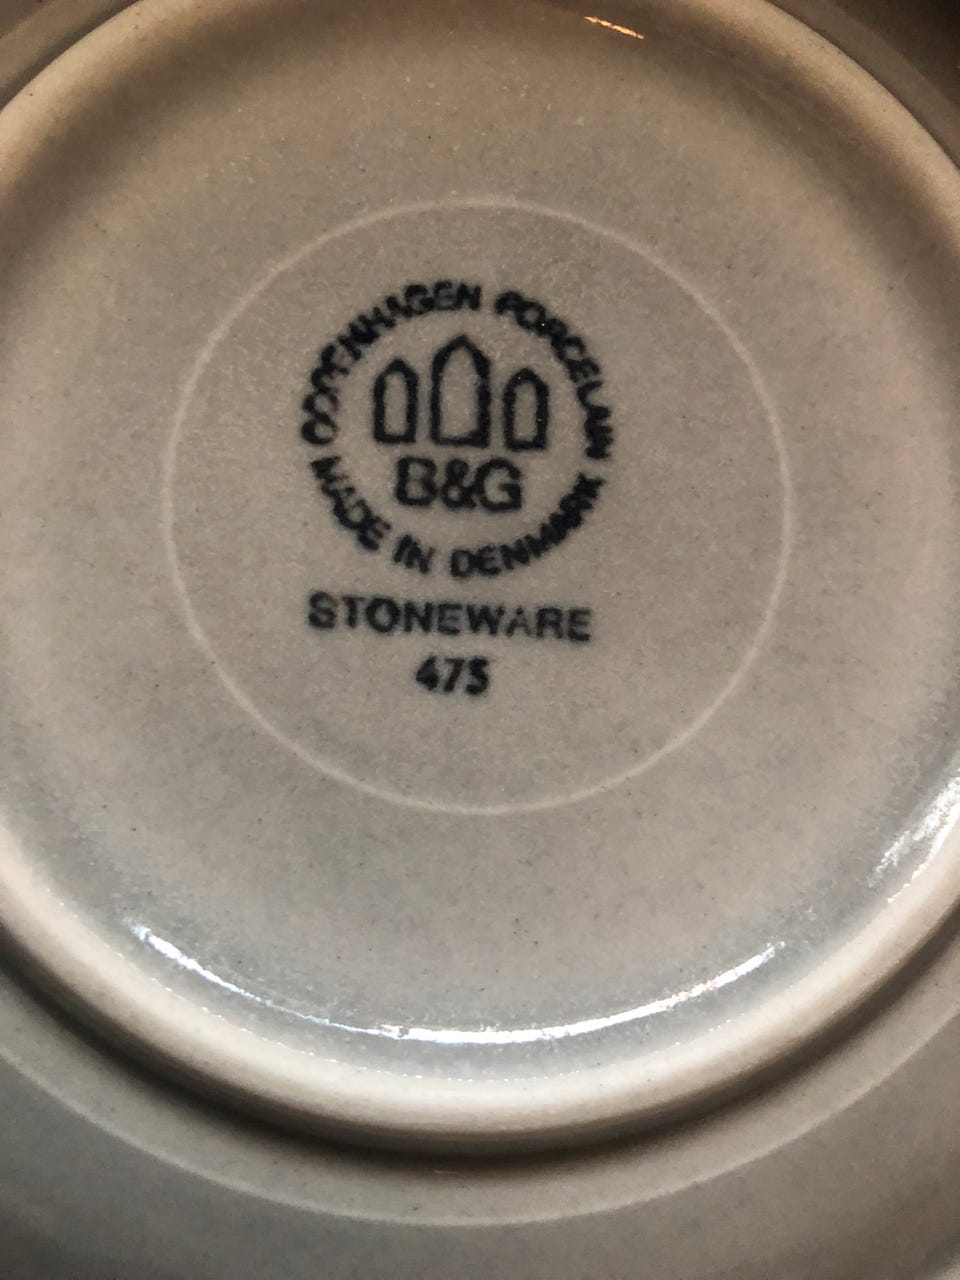 COPENHAGEN PORCELAIN
B&G
MADE IN DENMARK
STONEWARE
475